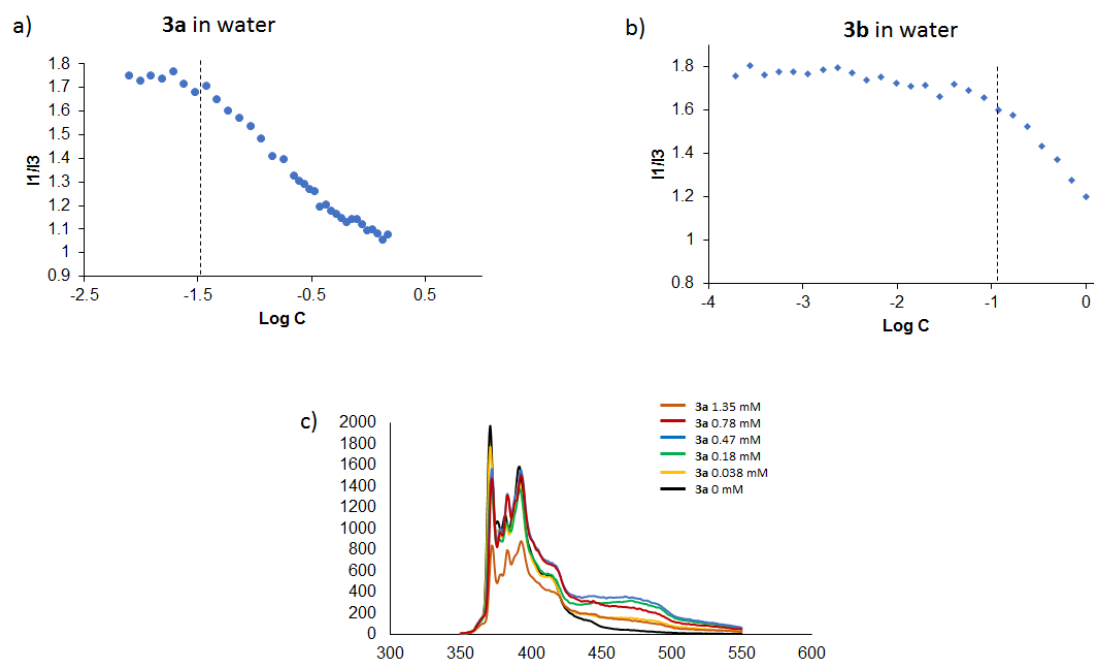 a)
3a in water
1.8
1.7
1.6
1.5
1.4
1.3
1.2
1.1
1
0.9
I1/I3
-2.5
-1.5
-0.5
0.5
Log C
b)
3b in water
1.8
1.6
1.4
1.2
1
0.8
I1/I3
-4
-3
-2
-1
0
Log C
c)
2000
1800
1600
1400
1200
1000
800
600
400
200
0
300
350
400
450
500
550
600
3a 1.35 mM
3a 0.78 mM
3a 0.47 mM
3a 0.18 mM
3a 0.038 mM
3a 0 mM